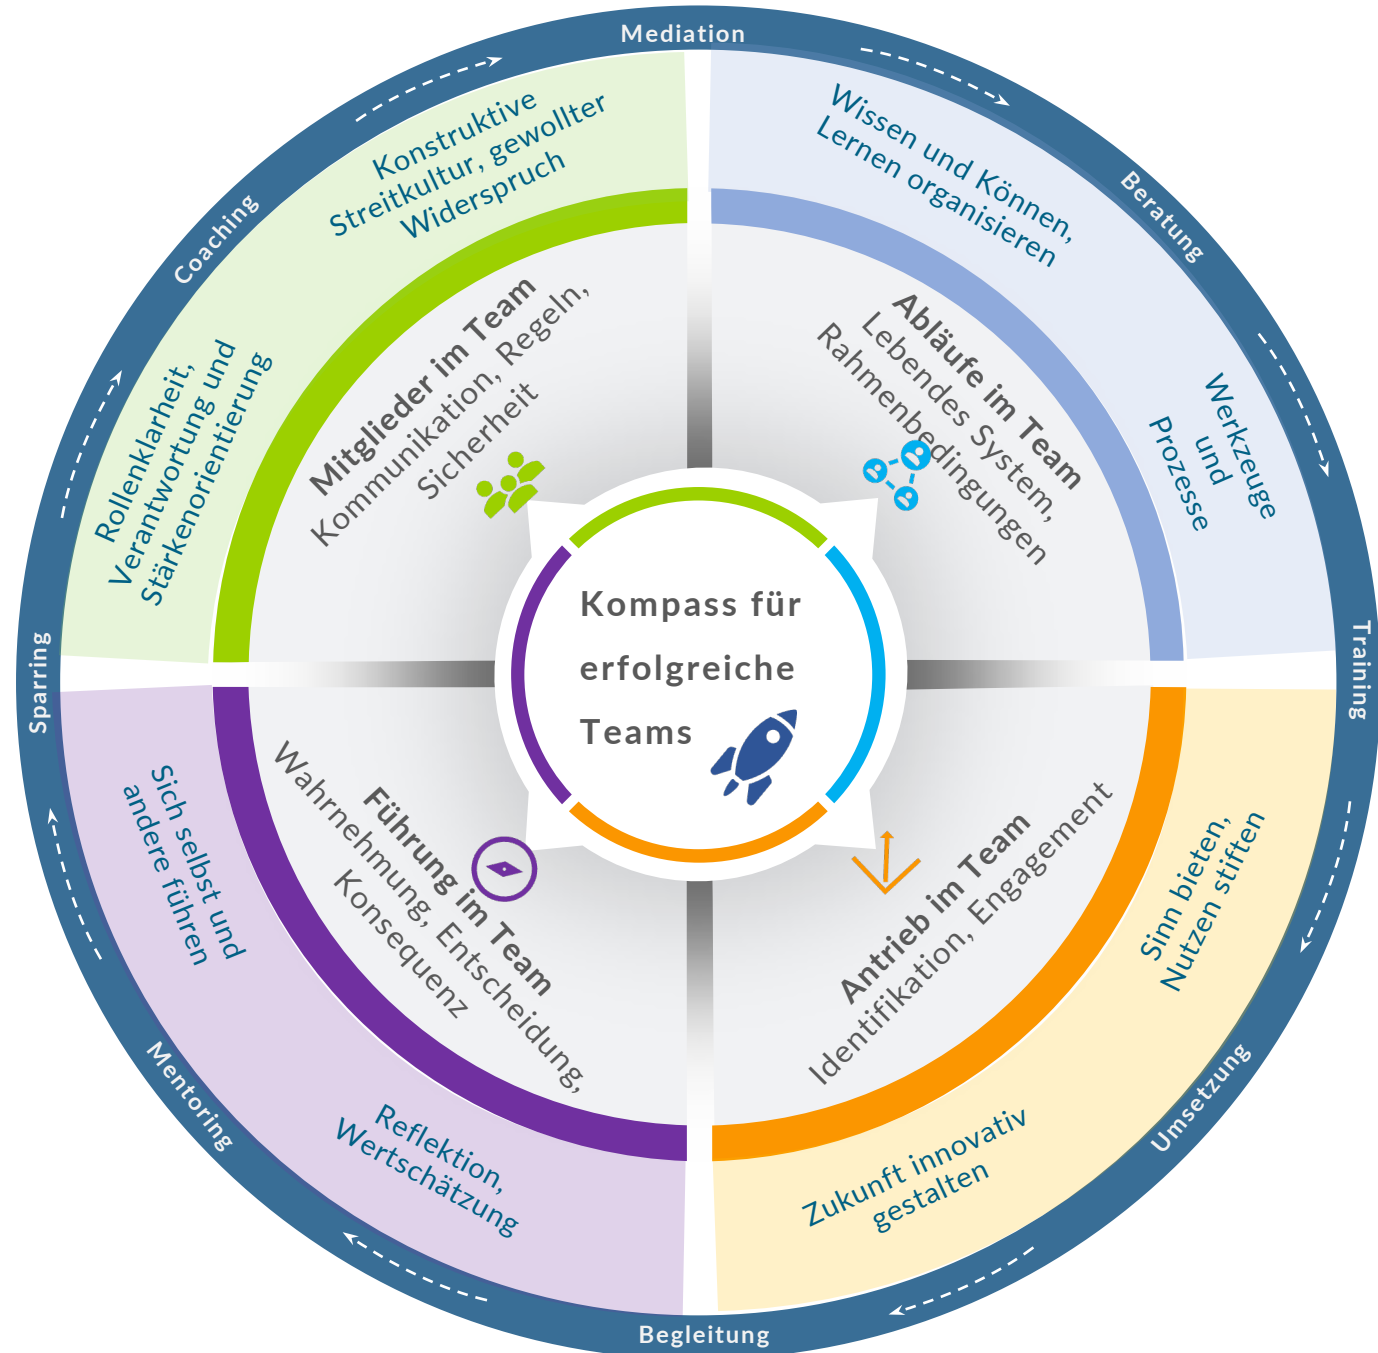 Mediation
Beratung
Training
Umsetzung
Begleitung
Mentoring
Sparring
Coaching
Konstruktive
Streitkultur, gewollter
Widerspruch
Rollenklarheit,
Verantwortung und
Stärkenorientierung
Mitglieder im Team
Kommunikation, Regeln,
Sicherheit
Wissen und Können,
Lernen organisieren
Werkzeuge
und
Prozesse
Abläufe im Team
Lebendes System,
Rahmenbedingungen
Kompass für
erfolgreiche
Teams
Führung im Team
Wahrnehmung, Entscheidung,
Konsequenz
Sich selbst und
andere führen
Reflektion,
Wertschätzung
Antrieb im Team
Identifikation, Engagement
Sinn bieten,
Nutzen stiften
Zukunft innovativ
gestalten